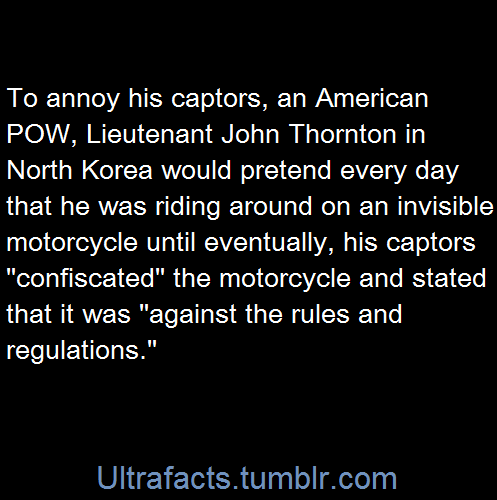 To annoy his captors, an American
POW, Lieutenant John Thornton in
North Korea would pretend every day
that he was riding around on an invisible
motorcycle until eventually, his captors
"confiscated" the motorcycle and stated
that it was "against the rules and
regulations."
Ultrafacts.tumblr.com